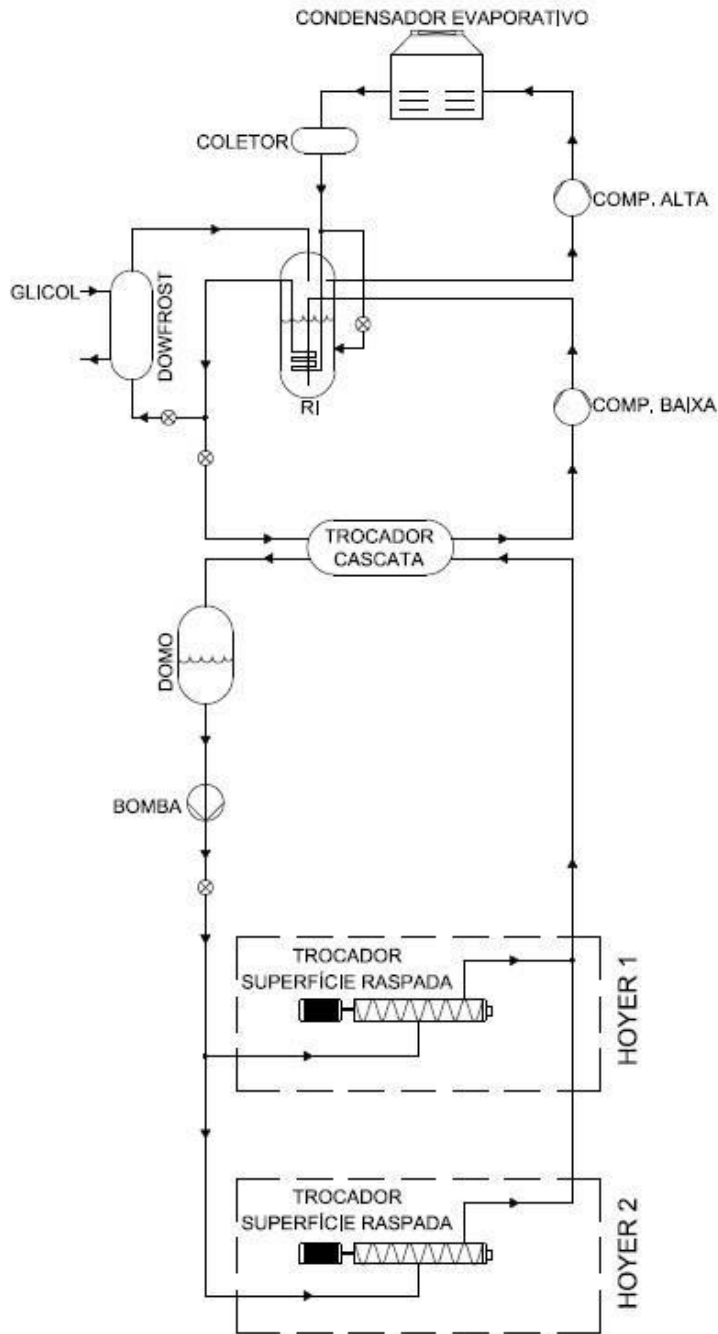 CONDENSADOR EVAPORATIVO
COLETOR
COMP. ALTA
GLICOL
DOWFROST
RI
COMP. BAIXA
TROCADOR
CASCATA
DOMO
BOMBA
TROCADOR
SUPERFÍCIE RASPADA
HOYER 1
TROCADOR
SUPERFÍCIE RASPADA
HOYER 2